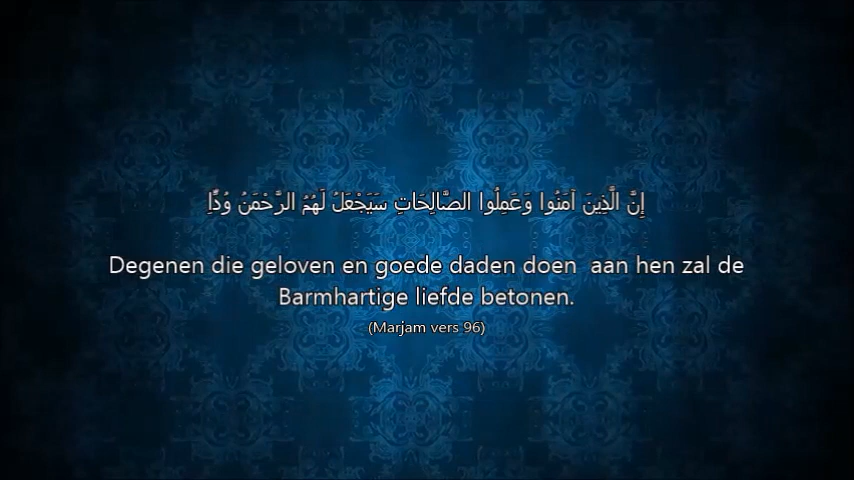 إِنَّ الَّذِينَ آمَنُوا وَعَمِلُوا الصَّالِحَاتِ سَيَجْعَلُ لَهُمُ الرَّحْمَنُ وُدًّاِ
Degenen die geloven en goede daden doen  aan hen zal de
Barmhartige liefde betonen.
(Marjam vers 96)